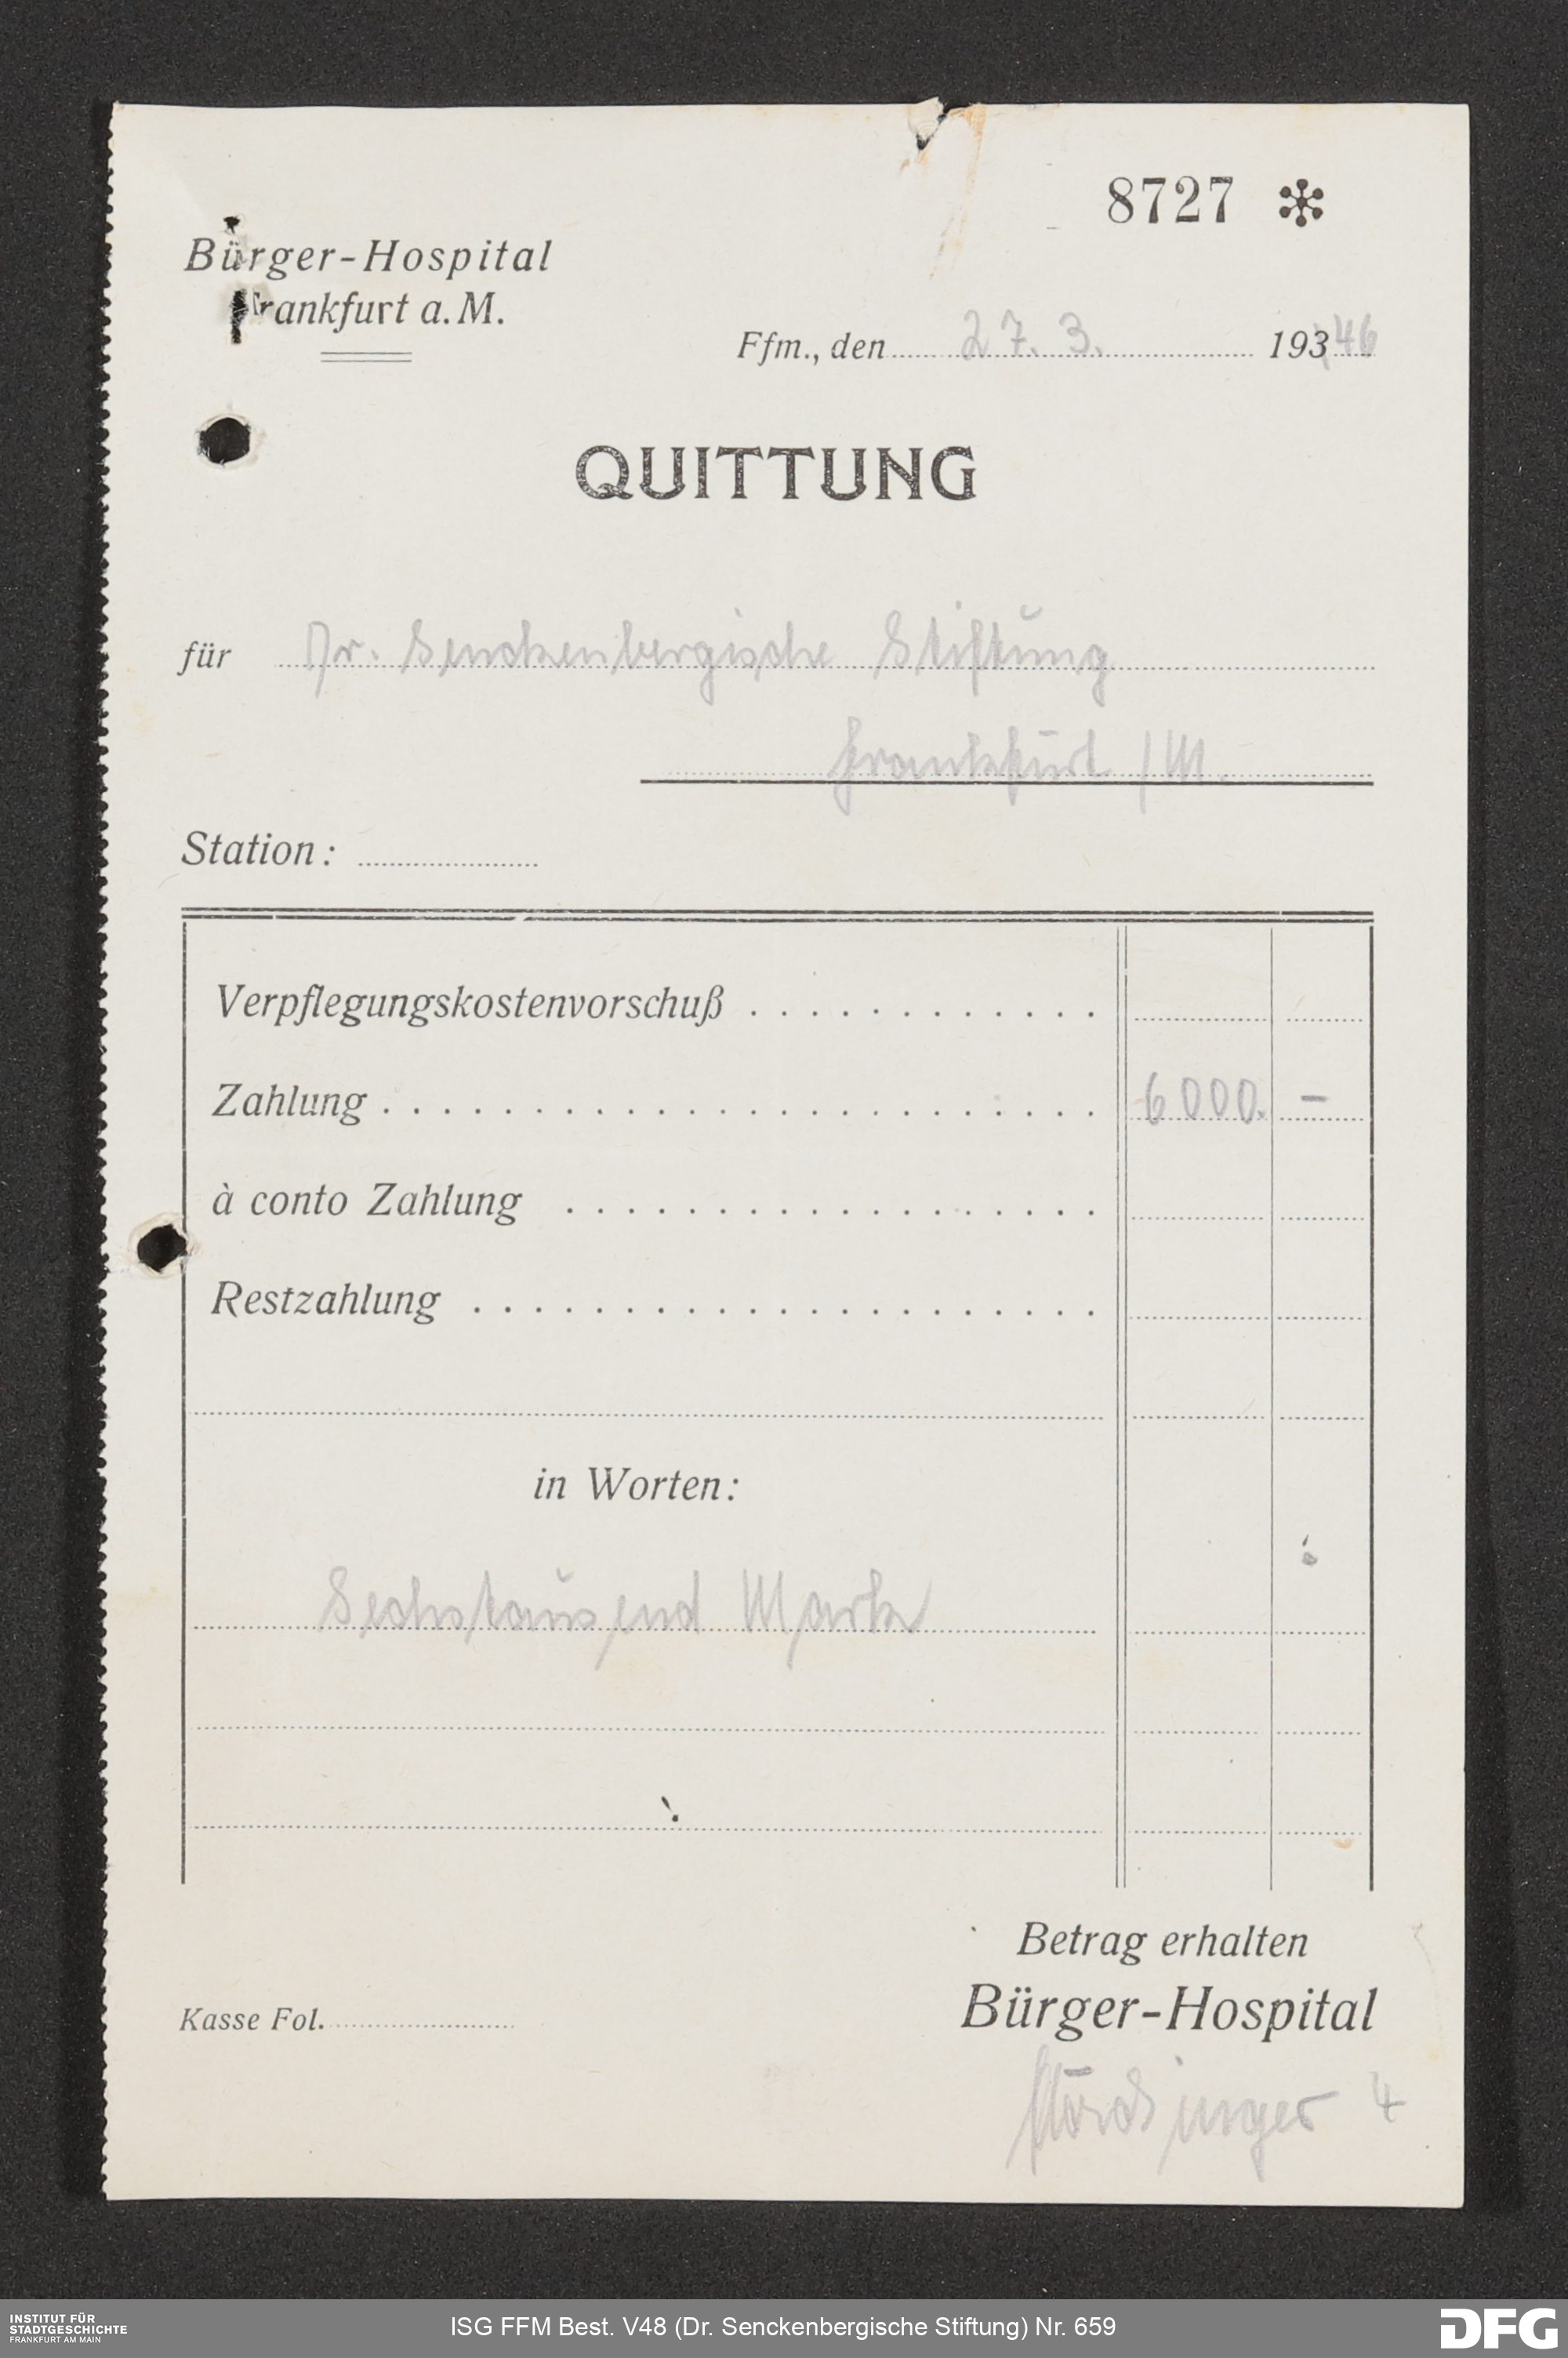 8727 *
Bürger-Hospital
Frankfurt a. M.
Ffm., den 27. 3. 193 46
QUITTUNG
für Dr. Senckenbergische Stiftung
Frankfurt /M.
Station:
Verpflegungskostenvorschuß
Zahlung 6000. —
à conto Zahlung
Restzahlung
in Worten:
Sechstausend Mark
Betrag erhalten
Bürger-Hospital
Kasse Fol.
INSTITUT FÜR
STADTGESCHICHTE
FRANKFURT AM MAIN
ISG FFM Best. V48 (Dr. Senckenbergische Stiftung) Nr. 659
DFG